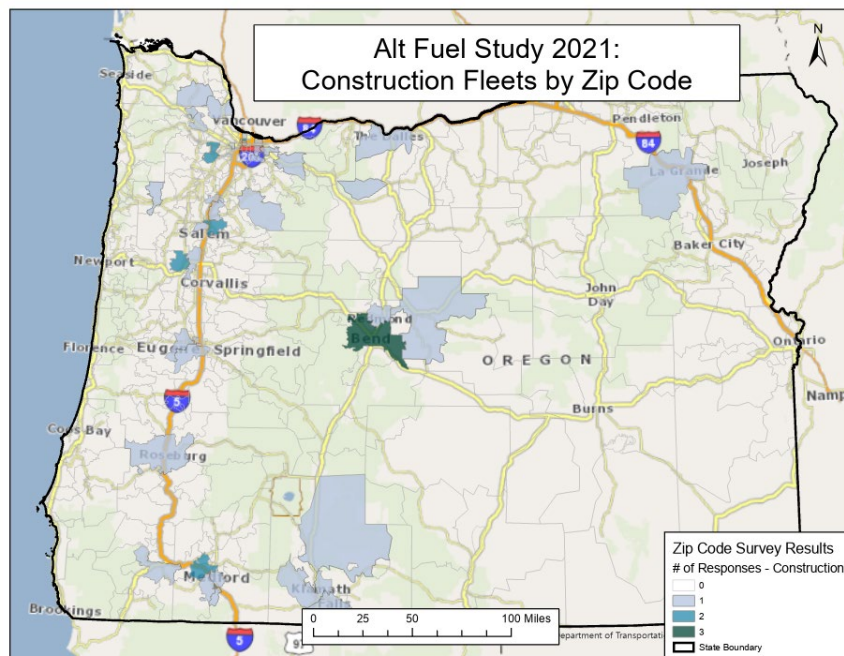 Alt Fuel Study 2021:
Construction Fleets by Zip Code
N
Seaside
Vancouver
84
The Dalles
Pendleton
84
205
La Grande
Joseph
Salem
Baker City
Newport
Corvallis
John
Day
Redmond
Bend
Florence
Eugene
Springfield
OREGON
Ontario
Namp
5
Burns
Coos Bay
Roseburg
Medford
Klamath
Falls
Brookings
5
97
0 25 50 100 Miles
Department of Transportatio
Zip Code Survey Results
# of Responses - Construction
0
1
2
3
State Boundary